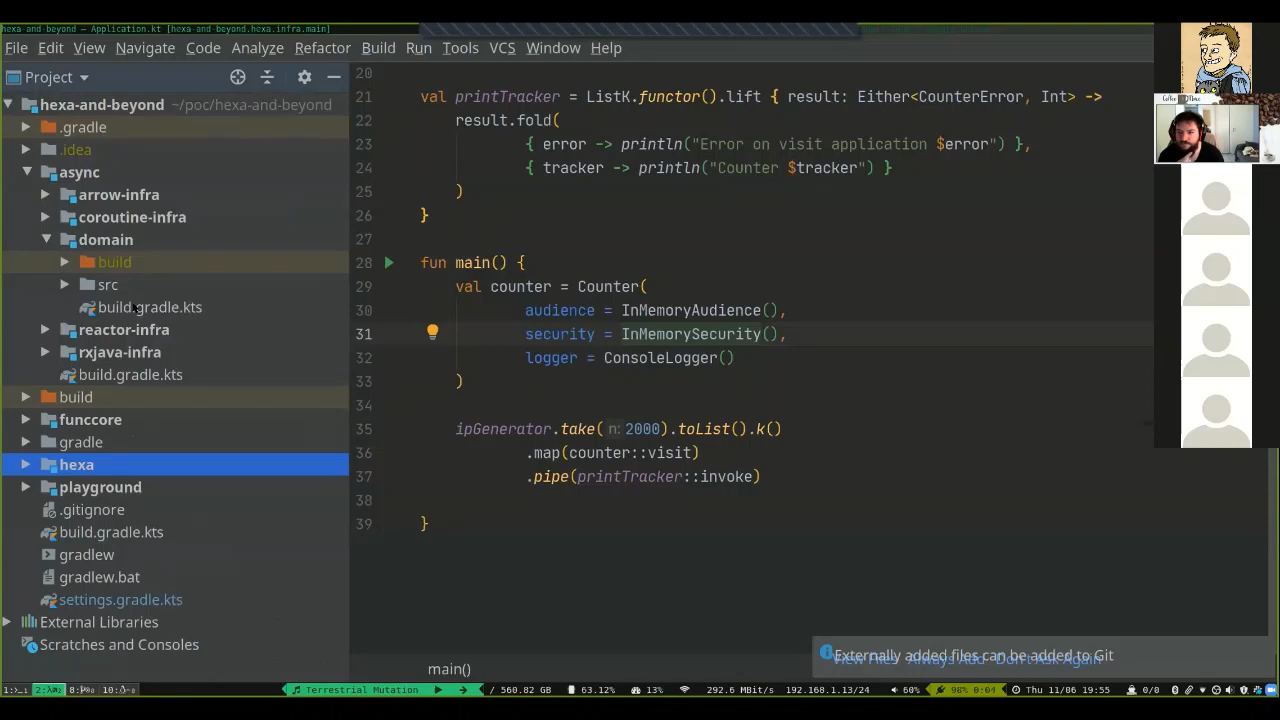 hexa-and-beyond – Application.kt [hexa-and-beyond.hexa.infra.main]
File Edit View Navigate Code Analyze Refactor Build Run Tools VCS Window Help
Project
hexa-and-beyond ~/poc/hexa-and-beyond
.gradle
.idea
async
arrow-infra
coroutine-infra
domain
build
src
build.gradle.kts
reactor-infra
rxjava-infra
build.gradle.kts
build
funccore
gradle
hexa
playground
.gitignore
build.gradle.kts
gradlew
gradlew.bat
settings.gradle.kts
External Libraries
Scratches and Consoles
20
21 val printTracker = ListK.functor().lift { result: Either<CounterError, Int> ->
22 result.fold(
23 { error -> println("Error on visit application $error") },
24 { tracker -> println("Counter $tracker") }
25 )
26 }
27
28 fun main() {
29 val counter = Counter(
30 audience = InMemoryAudience(),
31 security = InMemorySecurity(),
32 logger = ConsoleLogger()
33 )
34
35 ipGenerator.take( n: 2000).toList().k()
36 .map(counter::visit)
37 .pipe(printTracker::invoke)
38
39 }
main()
Externally added files can be added to Git
View Files Always Add Don't Ask Again
Terrestrial Mutation / 560.82 GB 63.12% 13% 292.6 MBit/s 192.168.1.13/24 60% 98% 0:04 Thu 11/06 19:55 0/0